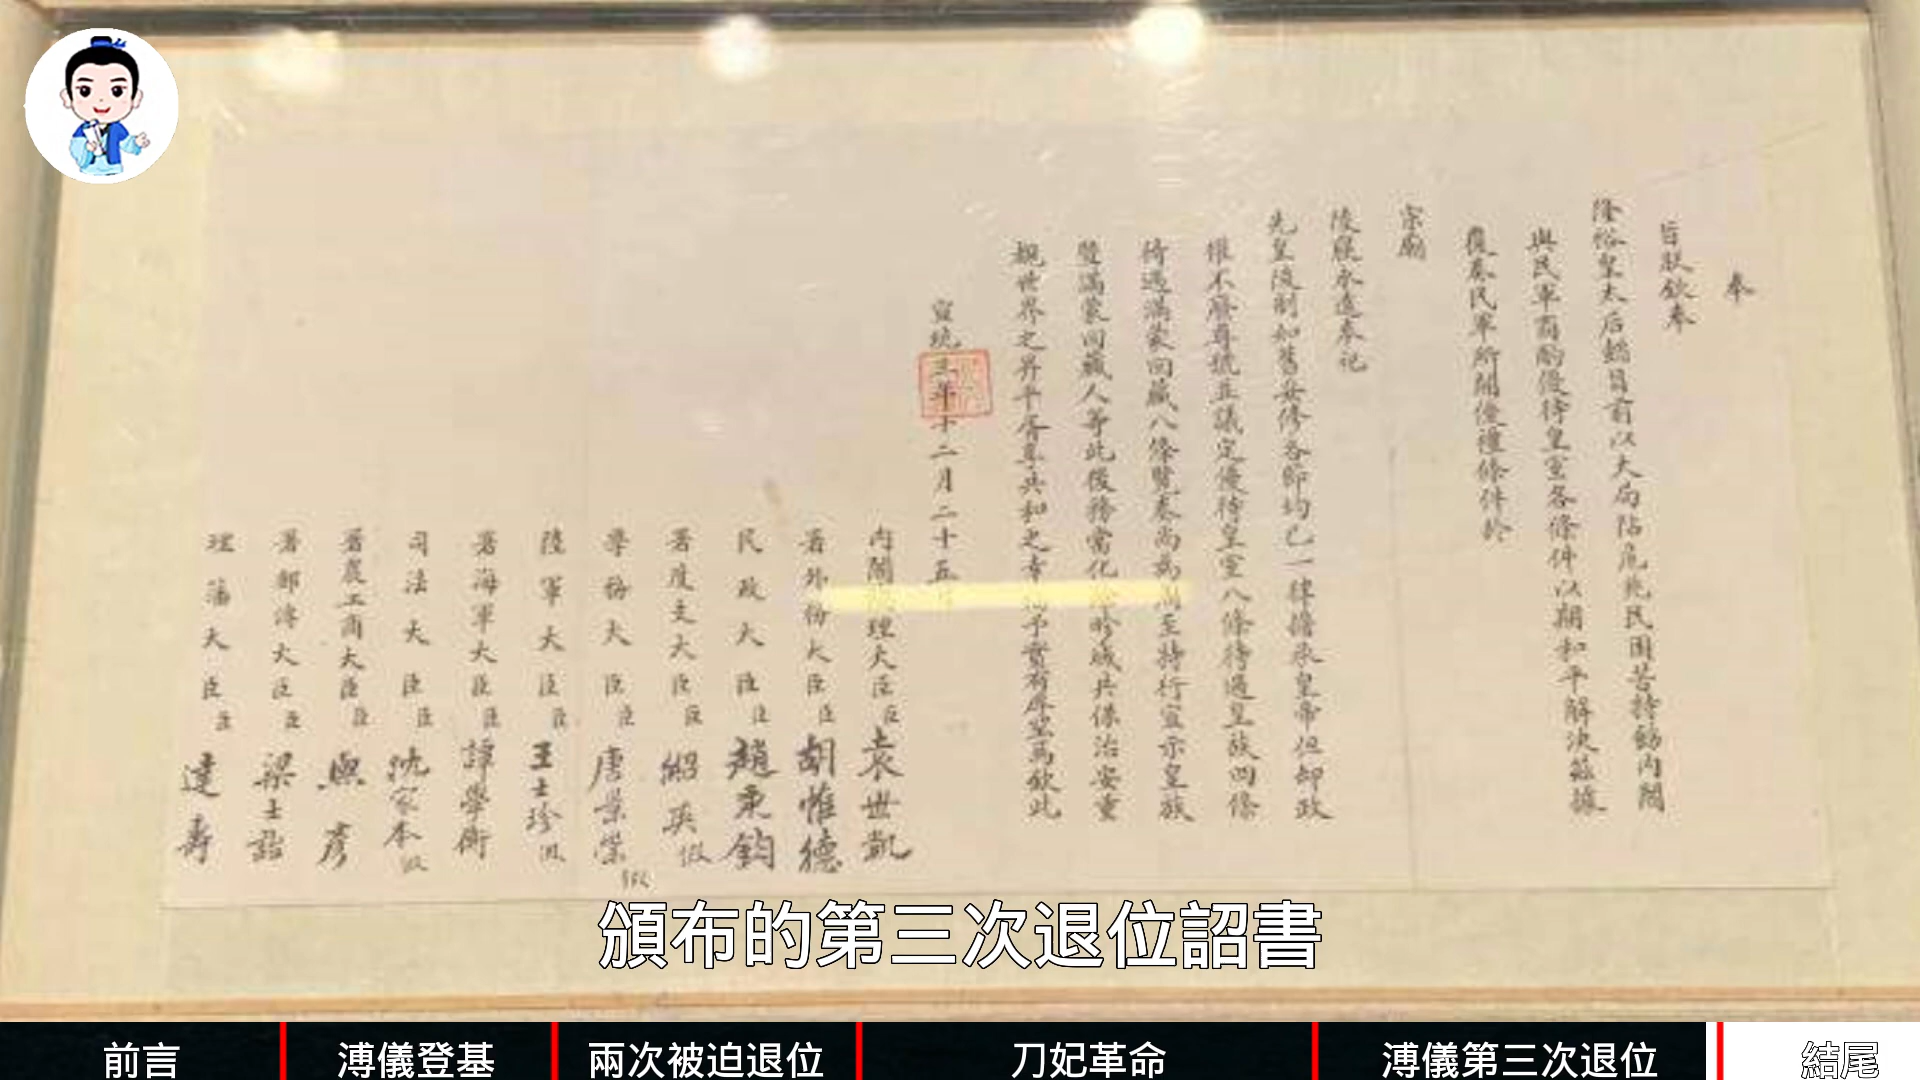 奉
旨朕欽奉
隆裕皇太后懿旨前以大局阽危兆民困苦特飭內閣
與民軍商酌優待皇室各條件以期和平解決茲據
覆奏民軍所開優禮條件於
宗廟
陵寢永遠奉祀
先皇陵制如舊妥修各節均已一律擔承皇帝但卸政
權不廢尊號並議定優待皇室八條待遇皇族四條
待遇滿蒙回藏八條覽奏尚為至特行宣示皇族
暨滿蒙回藏人等此後務當化畛域共保治安重
覩世界之昇平胥享共和之幸予實有厚望焉欽此
宣統三年十二月二十五
內閣理大臣臣袁世凱
署外務大臣臣胡惟德
民政大臣臣趙秉鈞
署度支大臣臣紹英假
學務大臣臣唐景崇假
陸軍大臣臣王士珍假
署海軍大臣臣譚學衡
司法大臣臣沈家本假
署農工商大臣臣熙彥
署郵傳大臣臣梁士詒
理藩大臣臣達壽
頒布的第三次退位詔書
前言
溥儀登基
兩次被迫退位
刀妃革命
溥儀第三次退位
結尾